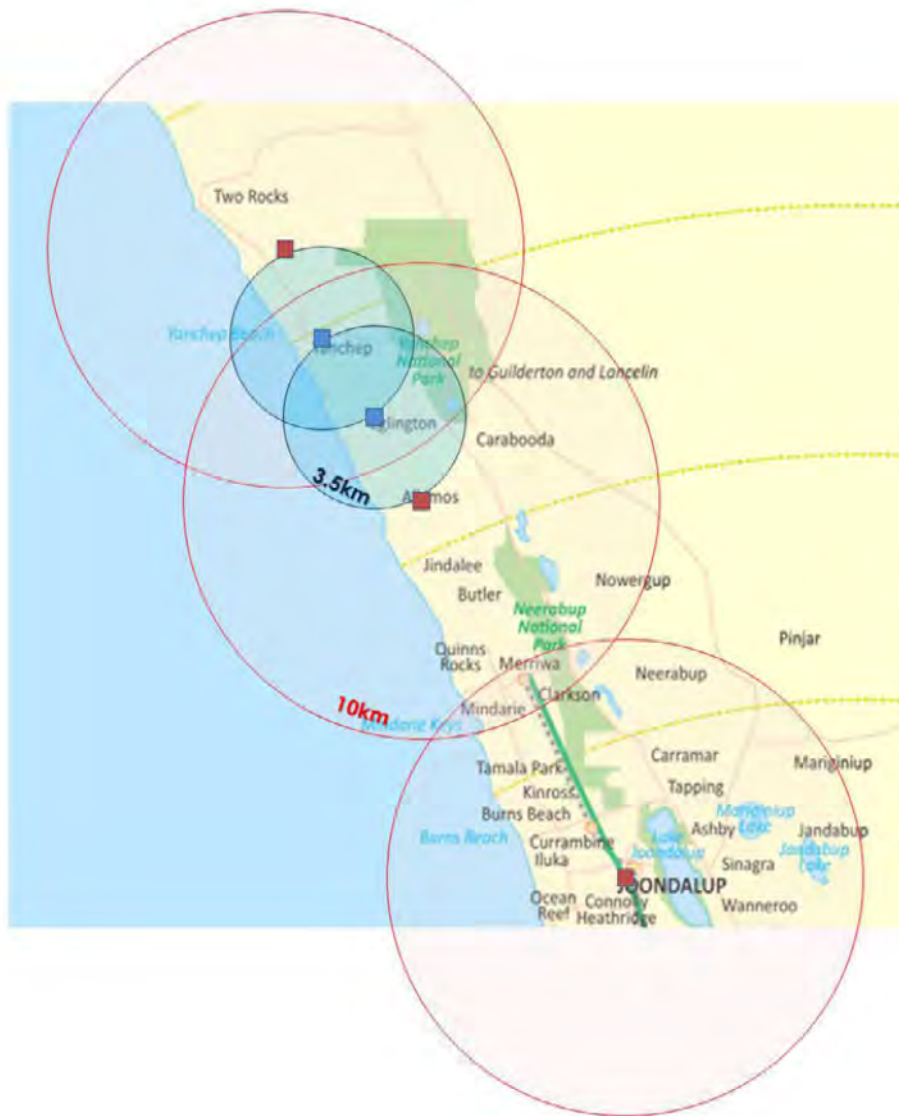 Two Rocks
Yanchep Beach
Yanchep
Yanchep
National
Park
to Guilderton and Lancelin
Eglington
Carabooda
3.5km
Alkimos
Jindalee
Butler
Nowergup
Neerabup
National
Park
Pinjar
Quinns
Rocks
Merriwa
Neerabup
Clarkson
10km
Mindarie
Mindarie Keys
Carramar
Mariginiup
Tamala Park
Tapping
Kinross
Burns Beach
Mariginiup
Lake
Burns Beach
Ashby
Jandabup
Currambine
Lake
Joondalup
Jandabup
Lake
Iluka
Sinagra
JOONDALUP
Ocean
Reef
Connolly
Heathridge
Wanneroo